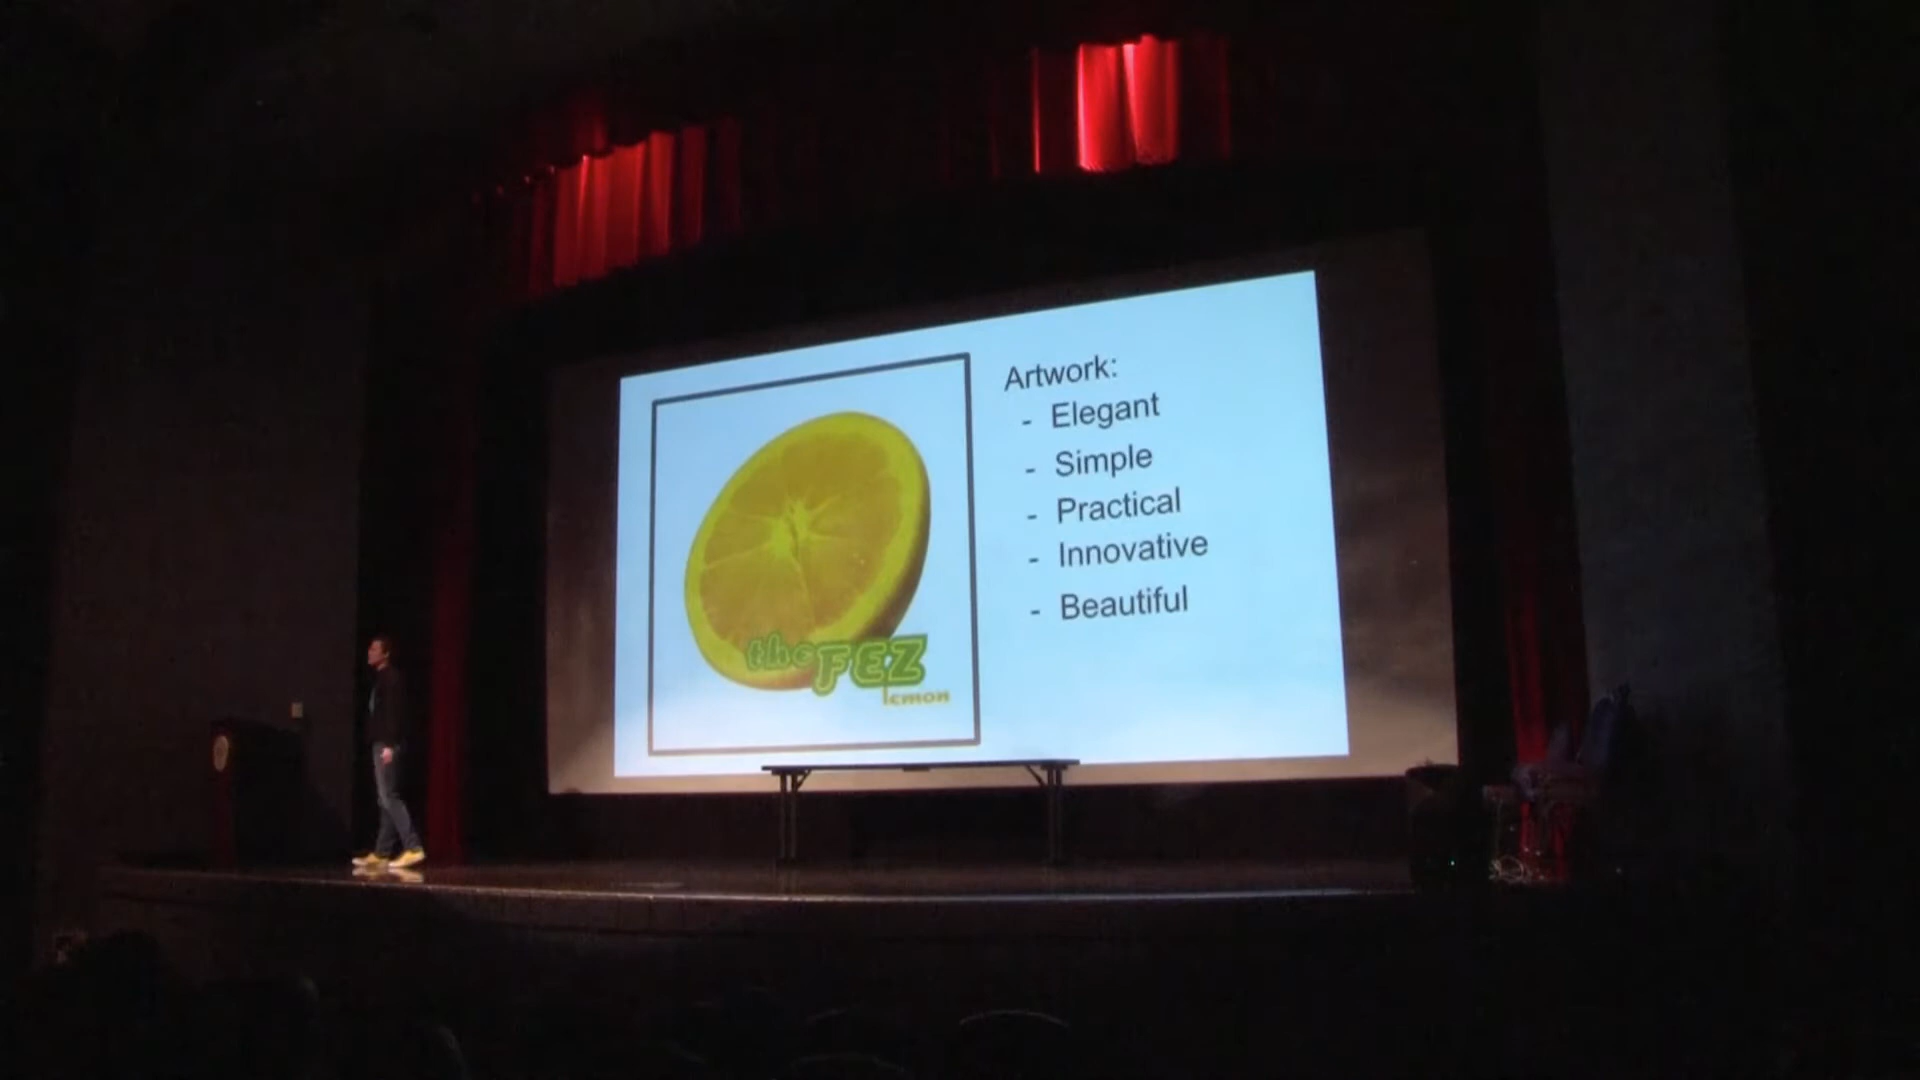 Artwork:
- Elegant
- Simple
- Practical
- Innovative
- Beautiful
the FEZ
lemon